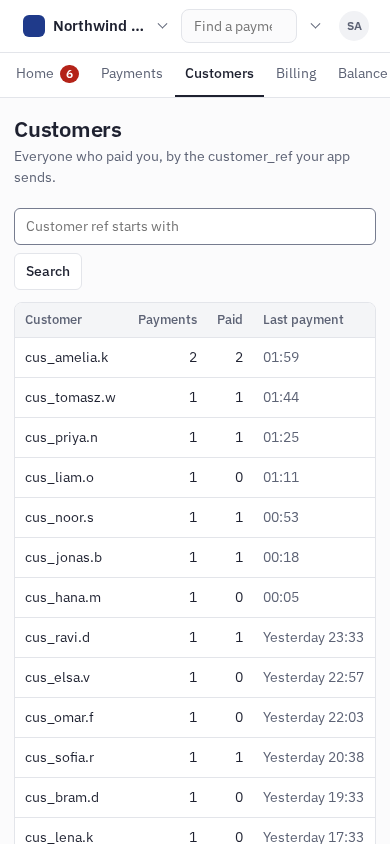 Northwind ...
Find a payme
SA
Home 6 Payments Customers Billing Balance
Customers
Everyone who paid you, by the customer_ref your app
sends.
Customer ref starts with
Search
Customer Payments Paid Last payment
cus_amelia.k 2 2 01:59
cus_tomasz.w 1 1 01:44
cus_priya.n 1 1 01:25
cus_liam.o 1 0 01:11
cus_noor.s 1 1 00:53
cus_jonas.b 1 1 00:18
cus_hana.m 1 0 00:05
cus_ravi.d 1 1 Yesterday 23:33
cus_elsa.v 1 0 Yesterday 22:57
cus_omar.f 1 0 Yesterday 22:03
cus_sofia.r 1 1 Yesterday 20:38
cus_bram.d 1 0 Yesterday 19:33
cus_lena.k 1 0 Yesterday 17:33